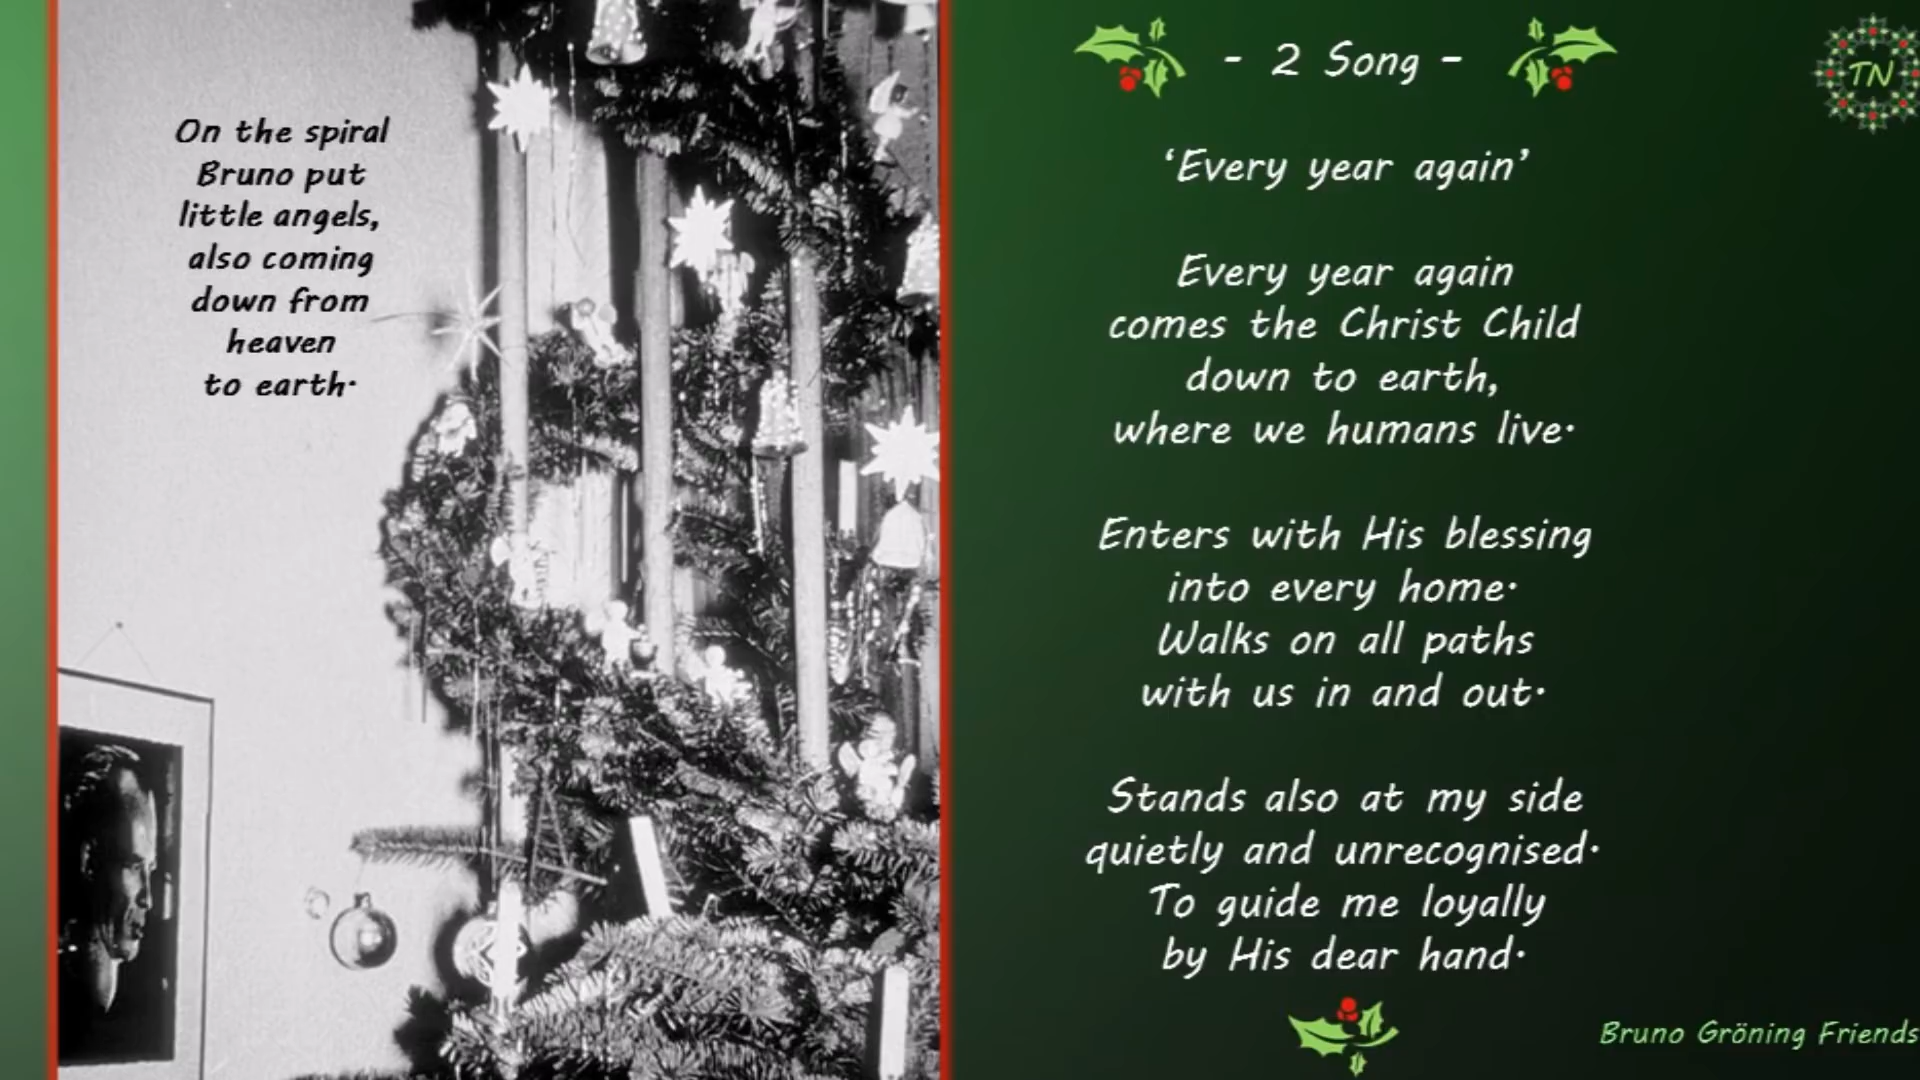 On the spiral
Bruno put
little angels,
also coming
down from
heaven
to earth.
- 2 Song -
TN
‘Every year again’
Every year again
comes the Christ Child
down to earth,
where we humans live.
Enters with His blessing
into every home.
Walks on all paths
with us in and out.
Stands also at my side
quietly and unrecognised.
To guide me loyally
by His dear hand.
Bruno Gröning Friends